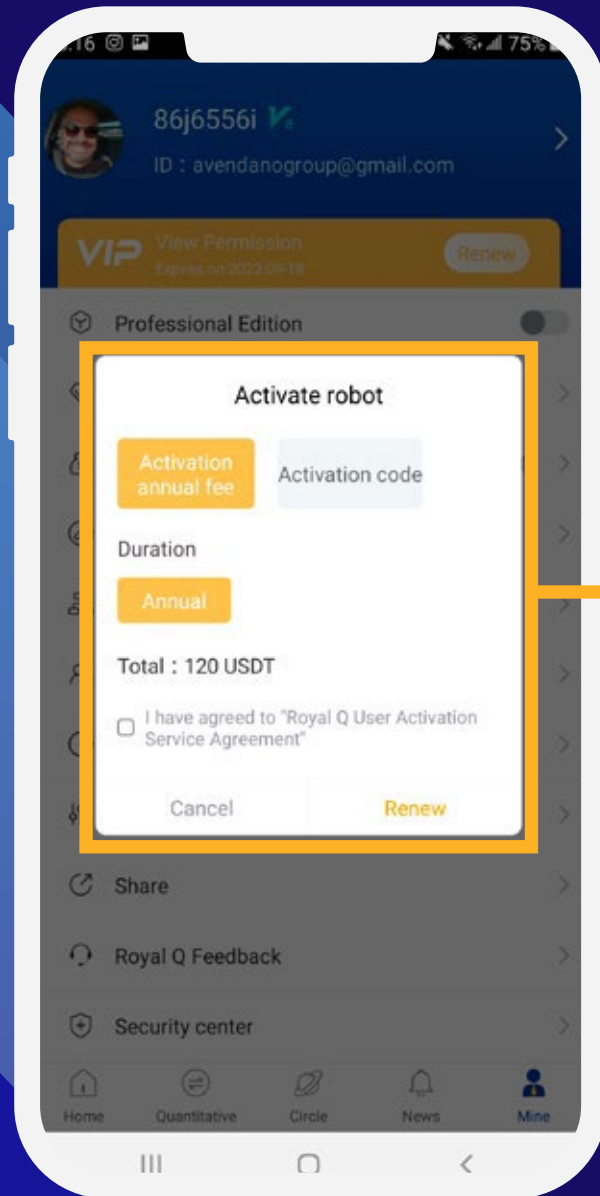 :16 75%
86j6556i V
ID : avendanogroup@gmail.com
VIP View Permission Renew
Expires on 2022-09-18
Professional Edition
Activate robot
Activation
annual fee
Activation code
Duration
Annual
Total : 120 USDT
I have agreed to "Royal Q User Activation
Service Agreement"
Cancel Renew
Share
Royal Q Feedback
Security center
Home Quantitative Circle News Mine